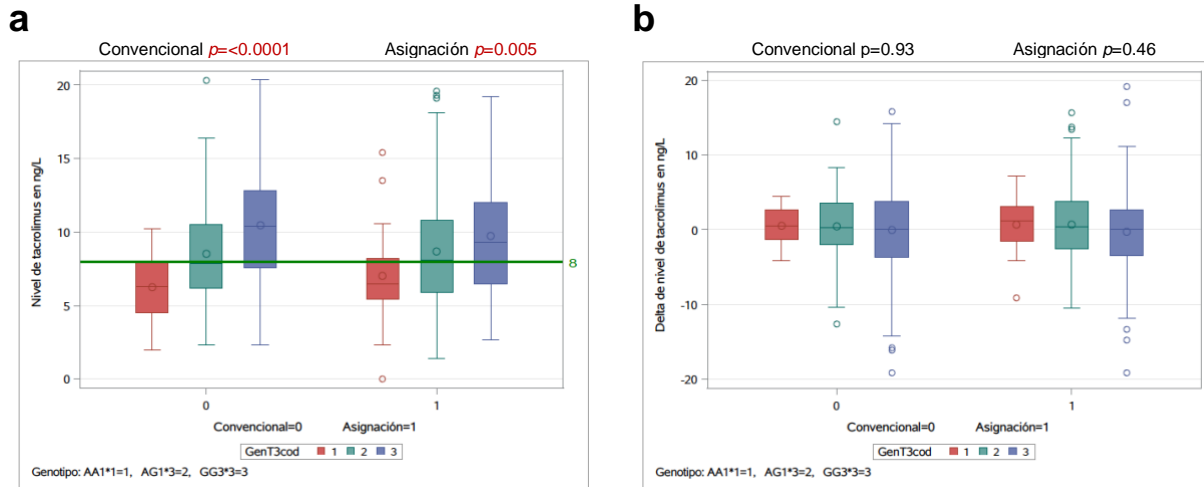 a
Convencional p=<0.0001 Asignación p=0.005
Nivel de tacrolimus en ng/L
20
15
10
5
0
8
0 1
Convencional=0 Asignación=1
GenT3cod 1 2 3
Genotipo: AA1*1=1, AG1*3=2, GG3*3=3
b
Convencional p=0.93 Asignación p=0.46
Delta de nivel de tacrolimus en ng/L
20
10
0
-10
-20
0 1
Convencional=0 Asignación=1
GenT3cod 1 2 3
Genotipo: AA1*1=1, AG1*3=2, GG3*3=3